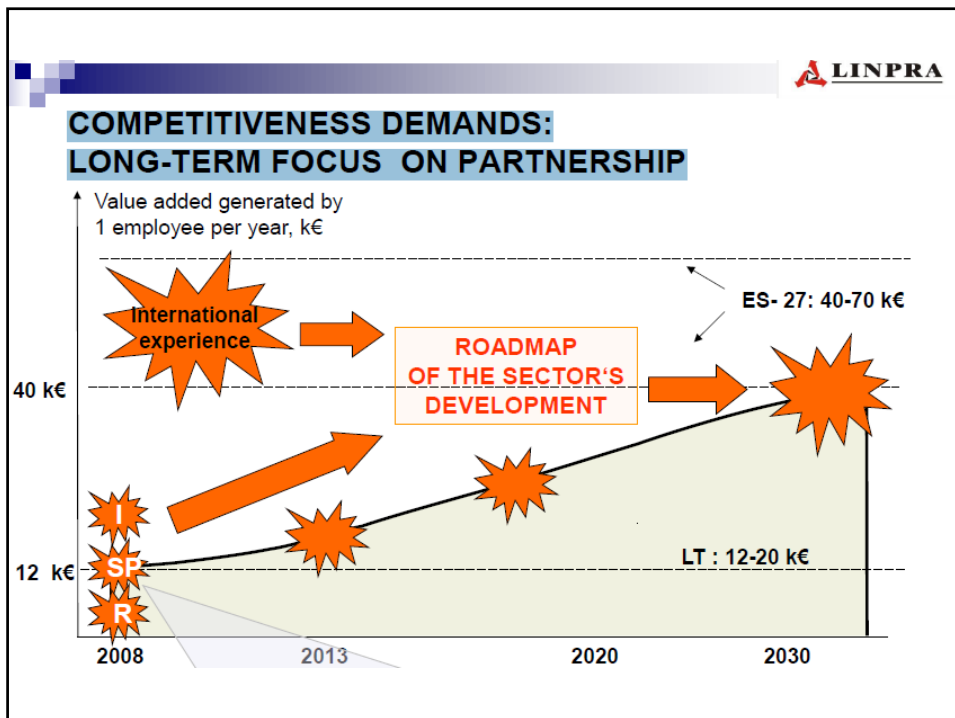 LINPRA
COMPETITIVENESS DEMANDS:
LONG-TERM FOCUS ON PARTNERSHIP
Value added generated by
1 employee per year, k€
International
experience
ES- 27: 40-70 k€
ROADMAP
OF THE SECTOR‘S
DEVELOPMENT
40 k€
I
SP
12 k€
LT : 12-20 k€
R
2008
2013
2020
2030